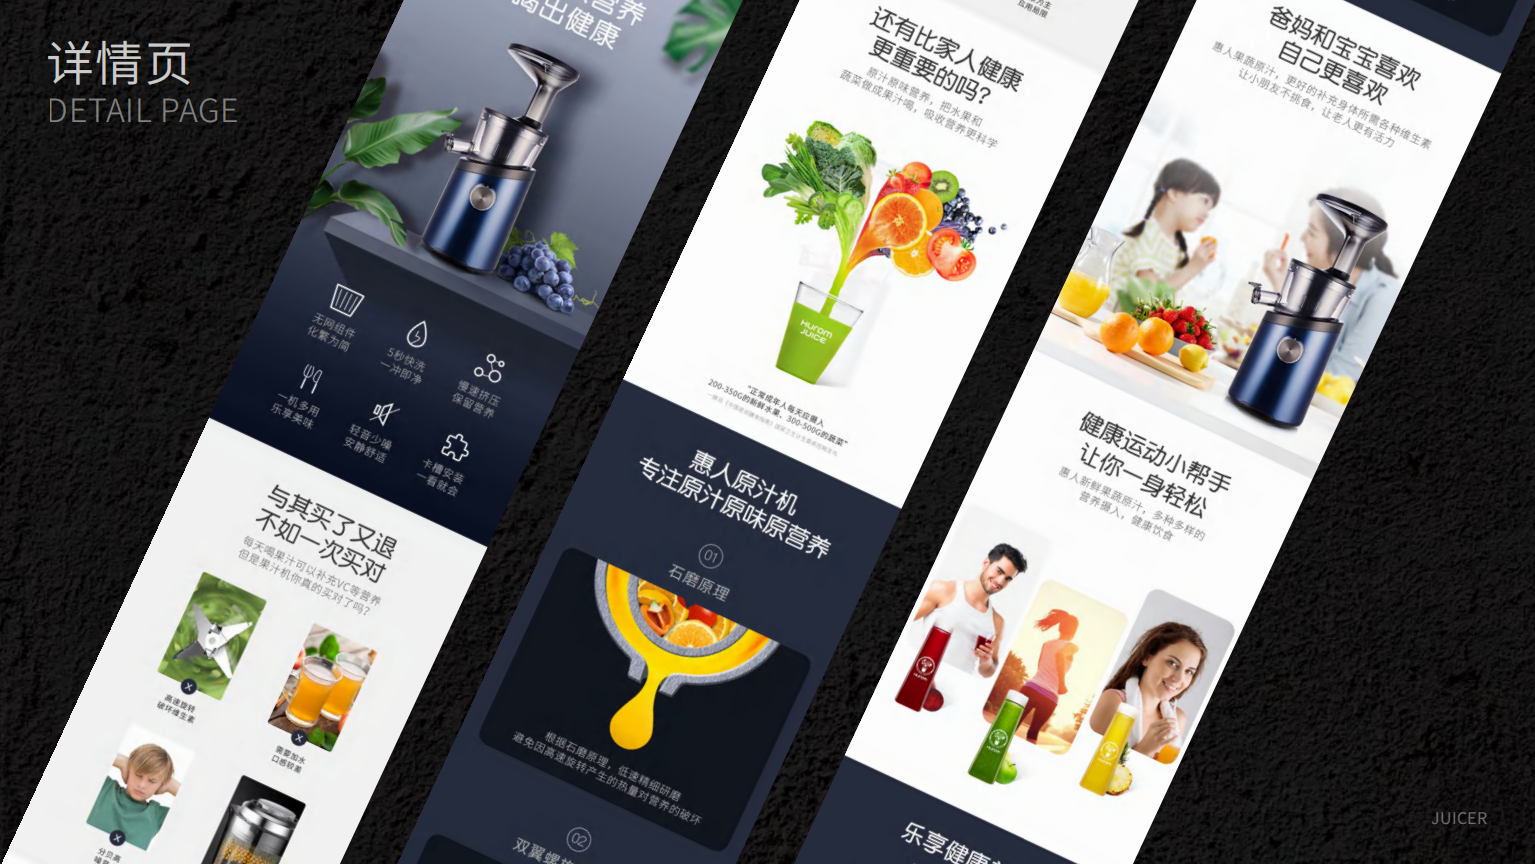 详情页
DETAIL PAGE
营养
喝出健康
无网组件
化繁为简
5秒快洗
一冲即净
慢速挤压
保留营养
一机多用
乐享美味
轻音少噪
安静舒适
卡槽安装
一看就会
与其买了又退
不如一次买对
每天喝果汁可以补充VC等营养
但是果汁机你真的买对了吗?
高速旋转
破坏维生素
需要加水
口感较差
分贝高
还有比家人健康
更重要的吗?
原汁原味营养，把水果和
蔬菜做成果汁喝，吸收营养更科学
Hurom
JUICE
“正常成年人每天应摄入
200-350G的新鲜水果、300-500G的蔬菜”
惠人原汁机
专注原汁原味原营养
01
石磨原理
根据石磨原理，低速精细研磨
避免因高速旋转产生的热量对营养的破坏
02
双翼螺旋
爸妈和宝宝喜欢
自己更喜欢
惠人果蔬原汁，更好的补充身体所需各种维生素
让小朋友不挑食，让老人更有活力
健康运动小帮手
让你一身轻松
惠人新鲜果蔬原汁，多种多样的
营养摄入，健康饮食
Hurom
Hurom
Hurom
乐享健康
JUICER